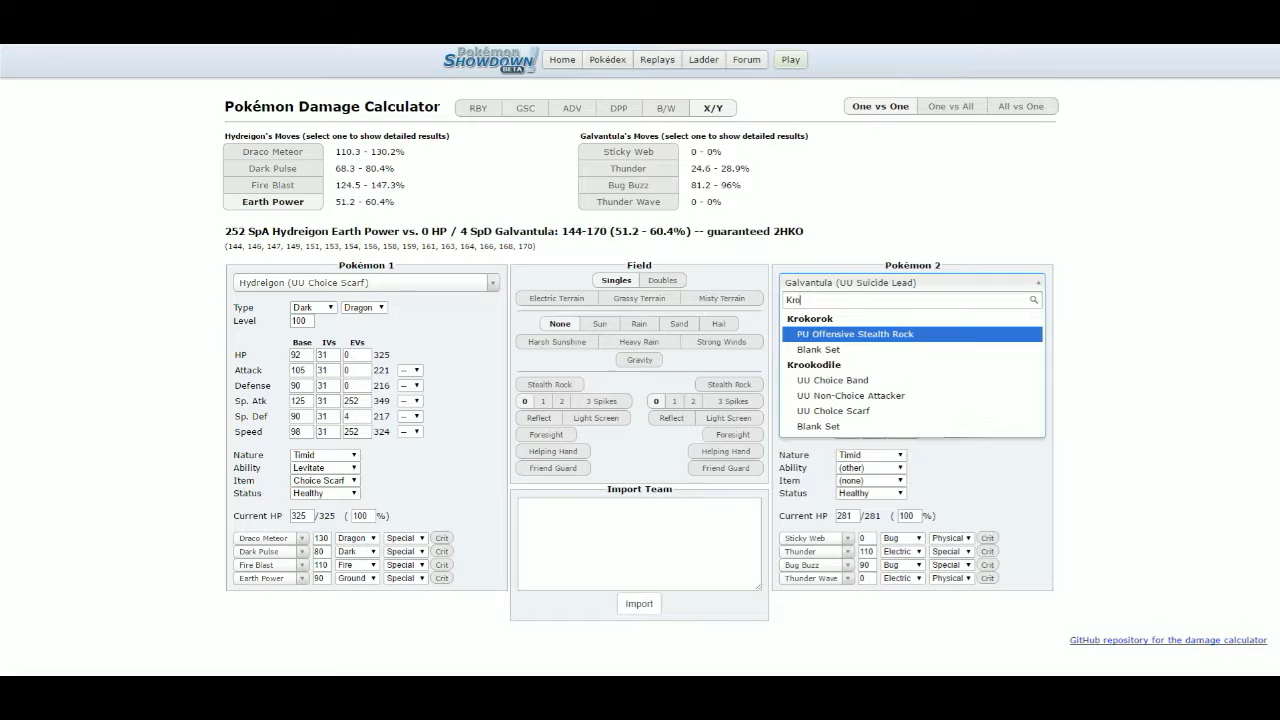 Pokémon SHOWDOWN! BETA Home Pokédex Replays Ladder Forum Play
Pokémon Damage Calculator RBY GSC ADV DPP B/W X/Y One vs One One vs All All vs One
Hydreigon's Moves (select one to show detailed results) Galvantula's Moves (select one to show detailed results)
Draco Meteor 110.3 - 130.2% Sticky Web 0 - 0%
Dark Pulse 68.3 - 80.4% Thunder 24.6 - 28.9%
Fire Blast 124.5 - 147.3% Bug Buzz 81.2 - 96%
Earth Power 51.2 - 60.4% Thunder Wave 0 - 0%
252 SpA Hydreigon Earth Power vs. 0 HP / 4 SpD Galvantula: 144-170 (51.2 - 60.4%) -- guaranteed 2HKO
(144, 146, 147, 149, 151, 153, 154, 156, 158, 159, 161, 163, 164, 166, 168, 170)
Pokémon 1
Hydreigon (UU Choice Scarf)
Type Dark Dragon
Level 100
Base IVs EVs
HP 92 31 0 325
Attack 105 31 0 221 --
Defense 90 31 0 216 --
Sp. Atk 125 31 252 349 --
Sp. Def 90 31 4 217 --
Speed 98 31 252 324 --
Nature Timid
Ability Levitate
Item Choice Scarf
Status Healthy
Current HP 325 /325 ( 100 %)
Draco Meteor 130 Dragon Special Crit
Dark Pulse 80 Dark Special Crit
Fire Blast 110 Fire Special Crit
Earth Power 90 Ground Special Crit
Field
Singles Doubles
Electric Terrain Grassy Terrain Misty Terrain
None Sun Rain Sand Hail
Harsh Sunshine Heavy Rain Strong Winds
Gravity
Stealth Rock Stealth Rock
0 1 2 3 Spikes 0 1 2 3 Spikes
Reflect Light Screen Reflect Light Screen
Foresight Foresight
Helping Hand Helping Hand
Friend Guard Friend Guard
Import Team
Import
Pokémon 2
Galvantula (UU Suicide Lead)
Kro
Krokorok
PU Offensive Stealth Rock
Blank Set
Krookodile
UU Choice Band
UU Non-Choice Attacker
UU Choice Scarf
Blank Set
Nature Timid
Ability (other)
Item (none)
Status Healthy
Current HP 281 /281 ( 100 %)
Sticky Web 0 Bug Physical Crit
Thunder 110 Electric Special Crit
Bug Buzz 90 Bug Special Crit
Thunder Wave 0 Electric Physical Crit
GitHub repository for the damage calculator